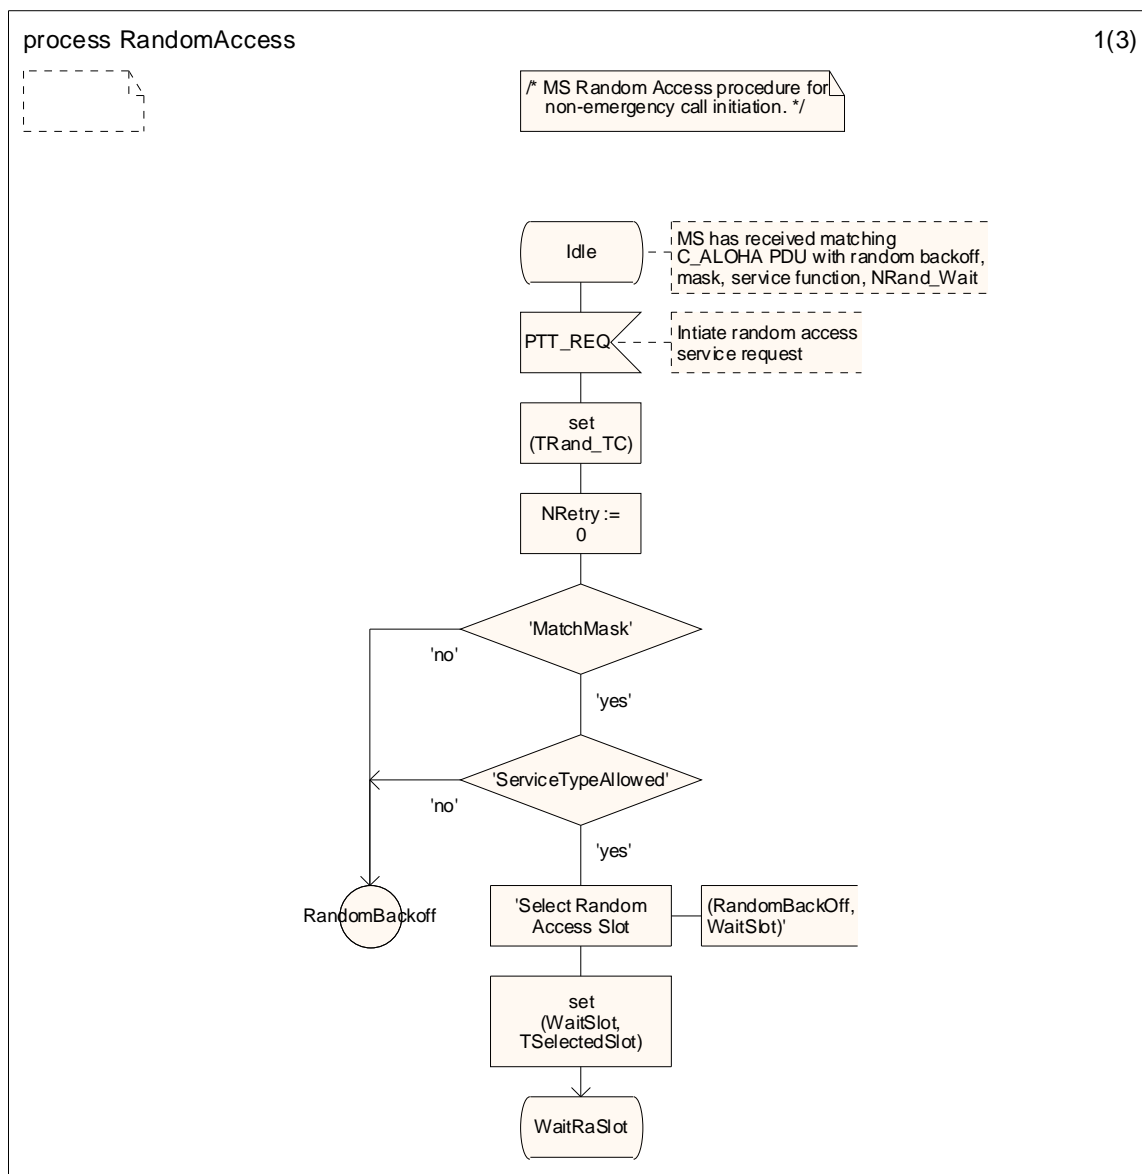 process RandomAccess
1(3)
/* MS Random Access procedure for
non-emergency call initiation. */
Idle
MS has received matching
C_ALOHA PDU with random backoff,
mask, service function, NRand_Wait
PTT_REQ
Intiate random access
service request
set
(TRand_TC)
NRetry :=
0
'MatchMask'
'no'
'yes'
'ServiceTypeAllowed'
'no'
'yes'
RandomBackoff
'Select Random
Access Slot
(RandomBackOff,
WaitSlot)'
set
(WaitSlot,
TSelectedSlot)
WaitRaSlot